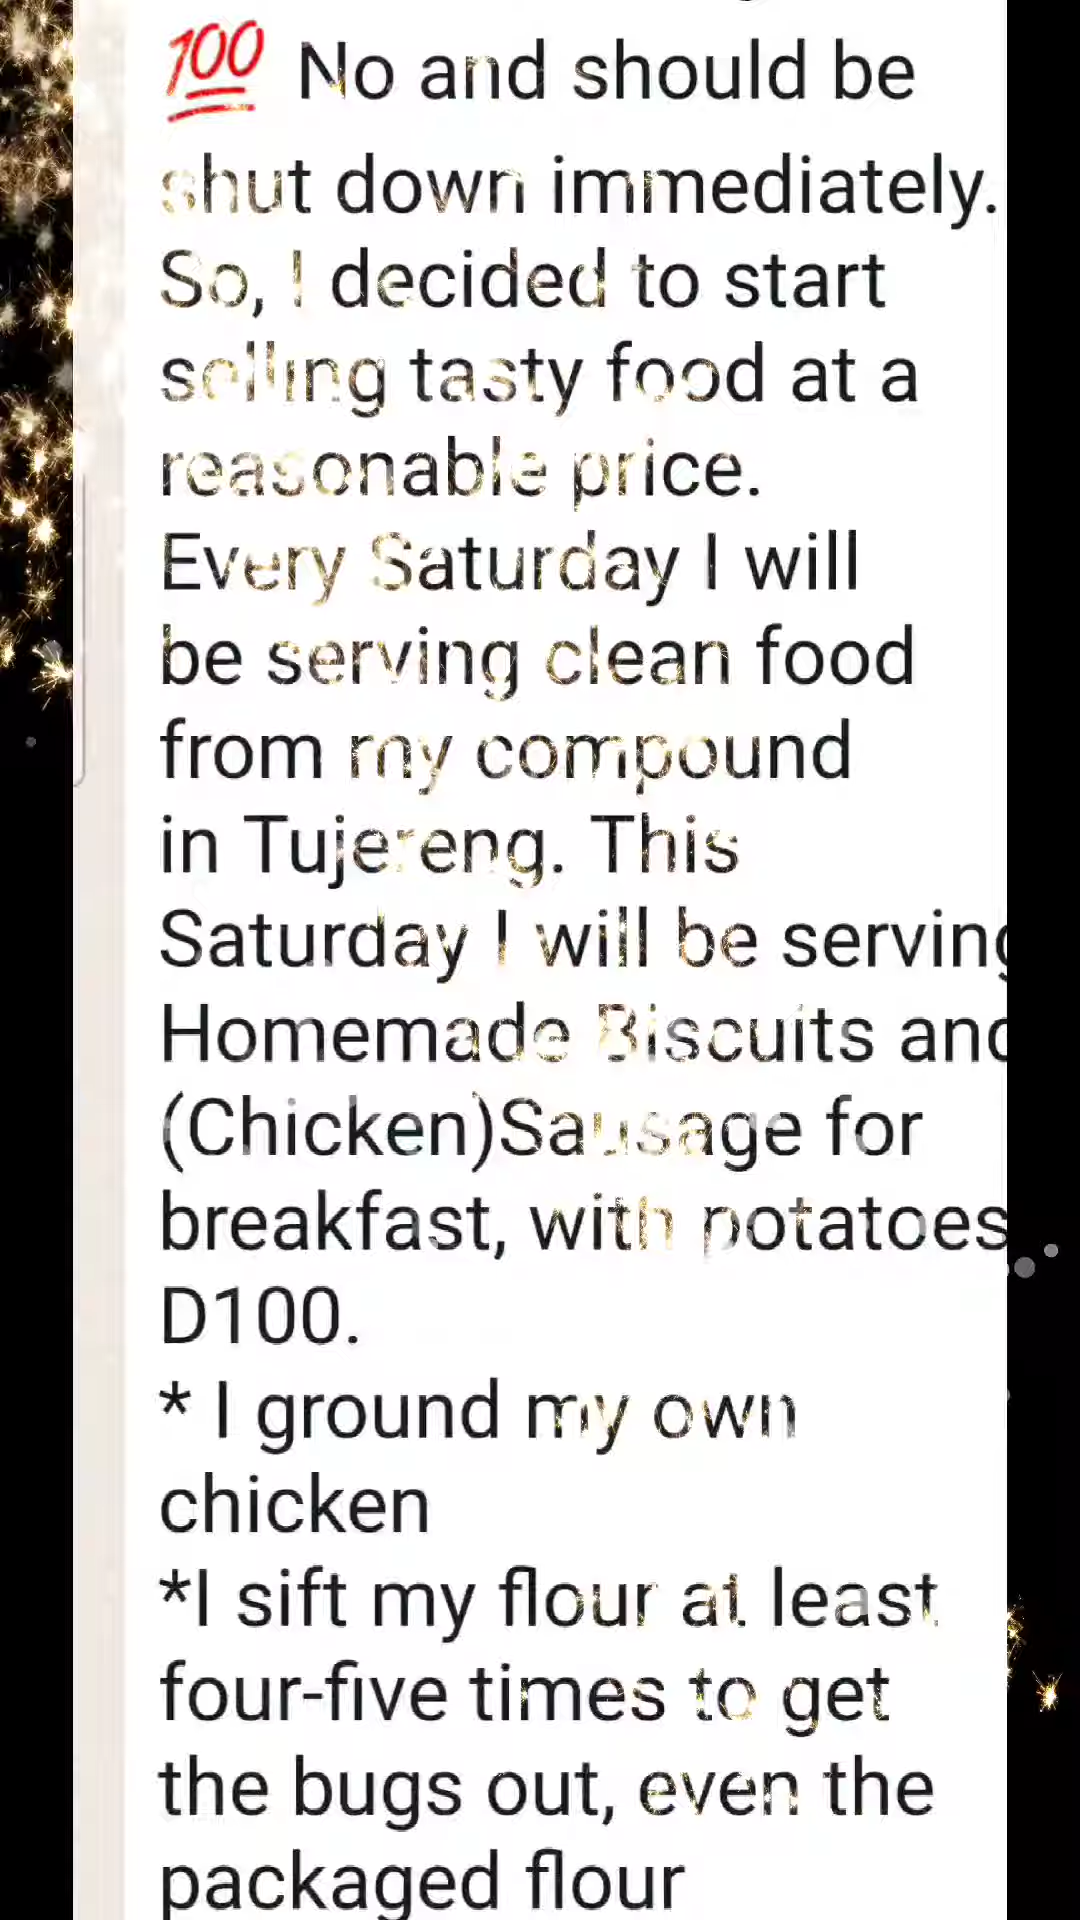 💯 No and should be
shut down immediately.
So, I decided to start
selling tasty food at a
reasonable price.
Every Saturday I will
be serving clean food
from my compound
in Tujereng. This
Saturday I will be serving
Homemade Biscuits and
(Chicken)Sausage for
breakfast, with potatoes
D100.
* I ground my own
chicken
*I sift my flour at least
four-five times to get
the bugs out, even the
packaged flour